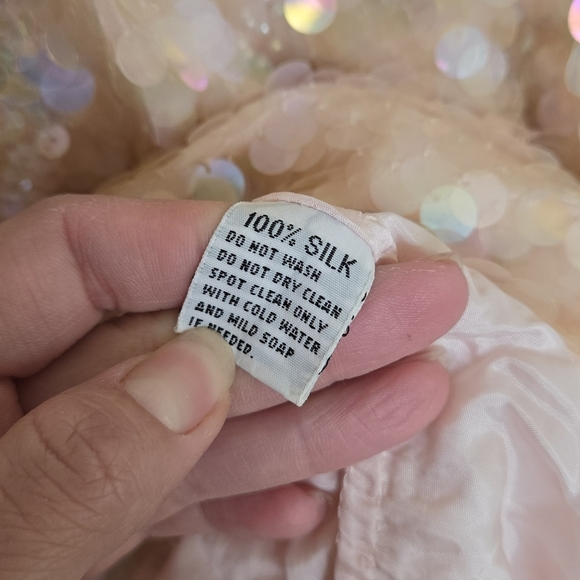 100% SILK
DO NOT WASH
DO NOT DRY CLEAN
SPOT CLEAN ONLY
WITH COLD WATER
AND MILD SOAP
IF NEEDED.